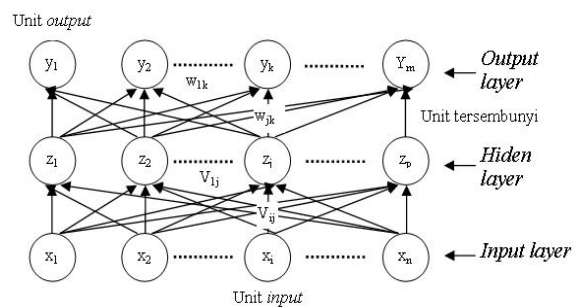 Unit output
y1 y2 ........... yk ........... Ym
Output layer
w1k
wjk
Unit tersembunyi
z1 z2 ........... zj ........... zp
Hiden layer
V1j
Vij
x1 x2 ........... xi ........... xn
Input layer
Unit input